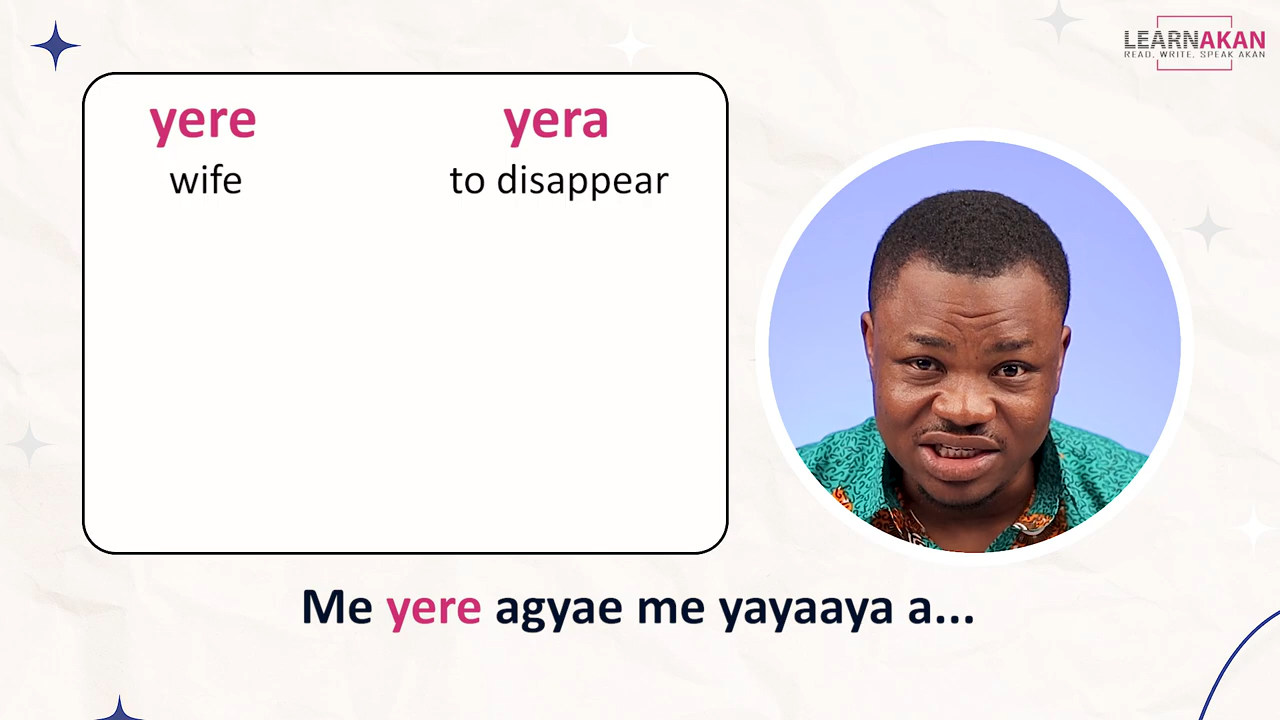 LEARNAKAN
READ, WRITE, SPEAK AKAN
yere yera
wife to disappear
Me yere agyae me yayaaya a...